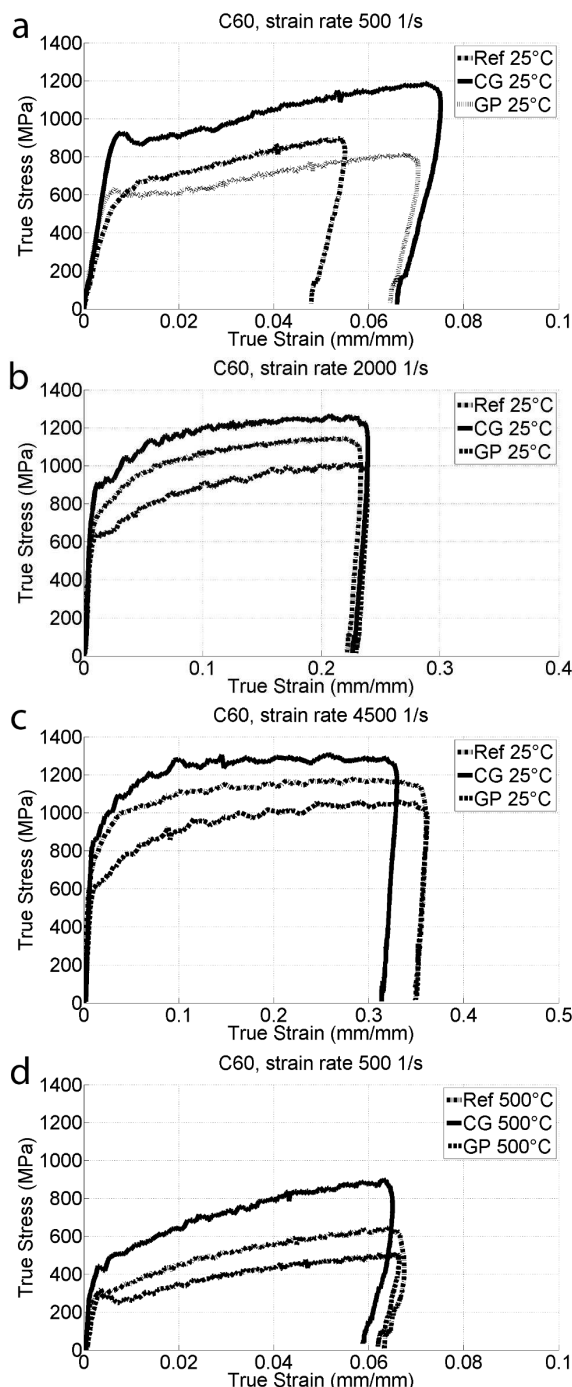 a
C60, strain rate 500 1/s
True Stress (MPa)
1400
1200
1000
800
600
400
200
0
Ref 25°C
CG 25°C
GP 25°C
0 0.02 0.04 0.06 0.08 0.1
True Strain (mm/mm)
b
C60, strain rate 2000 1/s
True Stress (MPa)
1400
1200
1000
800
600
400
200
0
Ref 25°C
CG 25°C
GP 25°C
0 0.1 0.2 0.3 0.4
True Strain (mm/mm)
c
C60, strain rate 4500 1/s
True Stress (MPa)
1400
1200
1000
800
600
400
200
0
Ref 25°C
CG 25°C
GP 25°C
0 0.1 0.2 0.3 0.4 0.5
True Strain (mm/mm)
d
C60, strain rate 500 1/s
True Stress (MPa)
1400
1200
1000
800
600
400
200
0
Ref 500°C
CG 500°C
GP 500°C
0 0.02 0.04 0.06 0.08 0.1
True Strain (mm/mm)